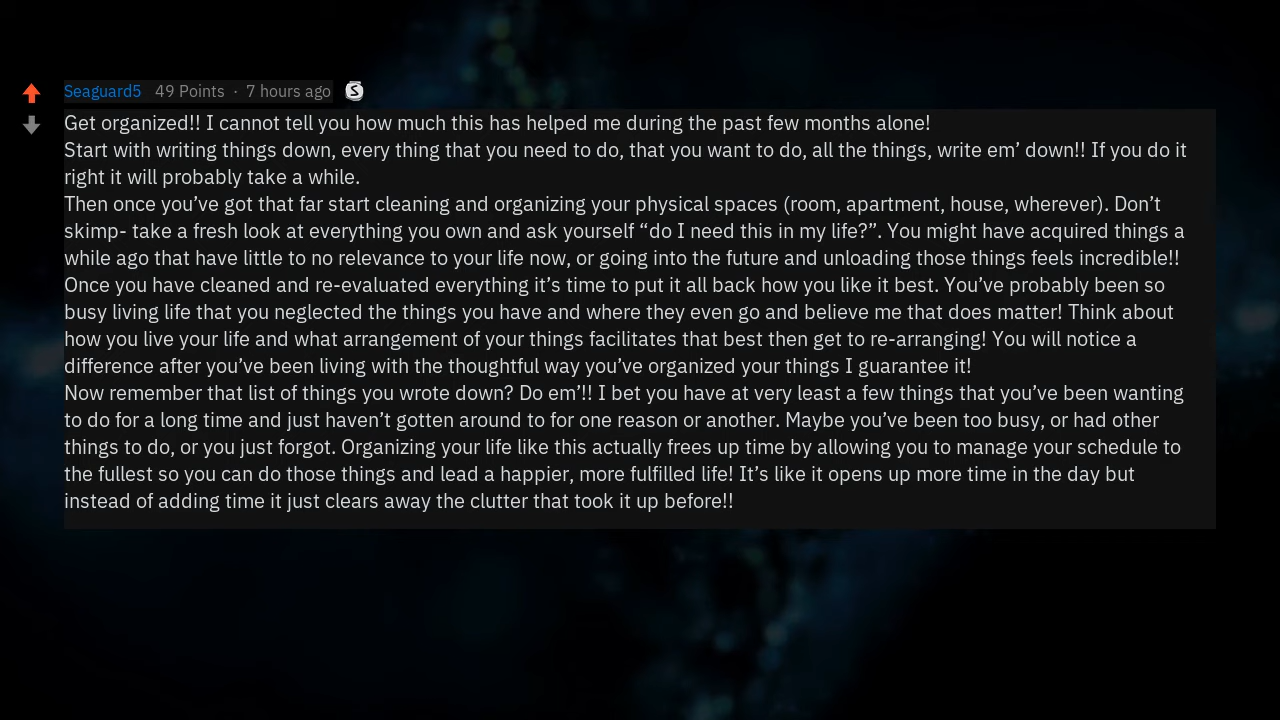 Seaguard5 49 Points · 7 hours ago S
Get organized!! I cannot tell you how much this has helped me during the past few months alone!
Start with writing things down, every thing that you need to do, that you want to do, all the things, write em’ down!! If you do it
right it will probably take a while.
Then once you’ve got that far start cleaning and organizing your physical spaces (room, apartment, house, wherever). Don’t
skimp- take a fresh look at everything you own and ask yourself “do I need this in my life?”. You might have acquired things a
while ago that have little to no relevance to your life now, or going into the future and unloading those things feels incredible!!
Once you have cleaned and re-evaluated everything it’s time to put it all back how you like it best. You’ve probably been so
busy living life that you neglected the things you have and where they even go and believe me that does matter! Think about
how you live your life and what arrangement of your things facilitates that best then get to re-arranging! You will notice a
difference after you’ve been living with the thoughtful way you’ve organized your things I guarantee it!
Now remember that list of things you wrote down? Do em’!! I bet you have at very least a few things that you’ve been wanting
to do for a long time and just haven’t gotten around to for one reason or another. Maybe you’ve been too busy, or had other
things to do, or you just forgot. Organizing your life like this actually frees up time by allowing you to manage your schedule to
the fullest so you can do those things and lead a happier, more fulfilled life! It’s like it opens up more time in the day but
instead of adding time it just clears away the clutter that took it up before!!